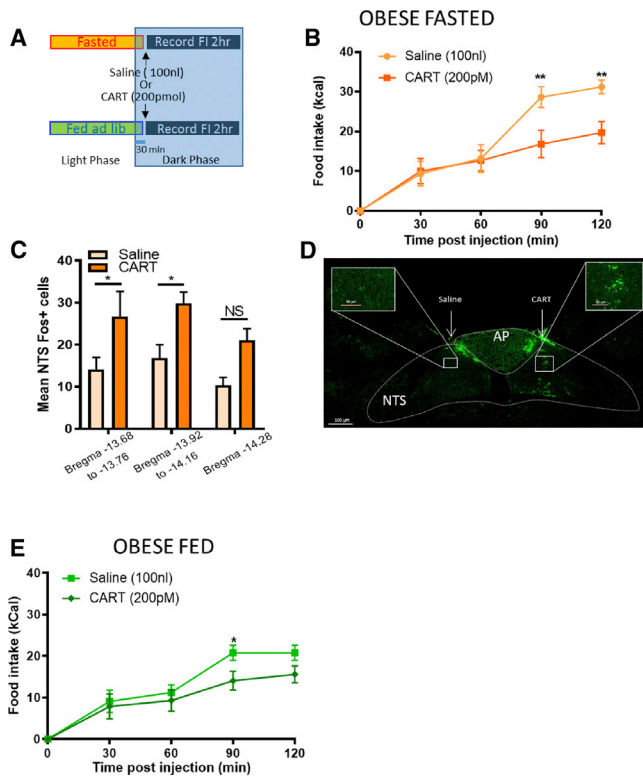 A
Fasted
Record FI 2hr
Saline ( 100nl)
Or
CART (200pmol)
Fed ad lib
Record FI 2hr
30 min
Light Phase
Dark Phase
OBESE FASTED
B
Saline (100nl)
CART (200pM)
Food intake (kcal)
40
30
20
10
0
** **
0 30 60 90 120
Time post injection (min)
C
Saline
CART
Mean NTS Fos+ cells
60
40
20
0
* * NS
Bregma -13.68
to -13.76
Bregma -13.92
to -14.16
Bregma -14.28
D
Saline
CART
AP
NTS
100 µm
E
OBESE FED
Saline (100nl)
CART (200pM)
Food intake (kCal)
40
30
20
10
0
*
0 30 60 90 120
Time post injection (min)